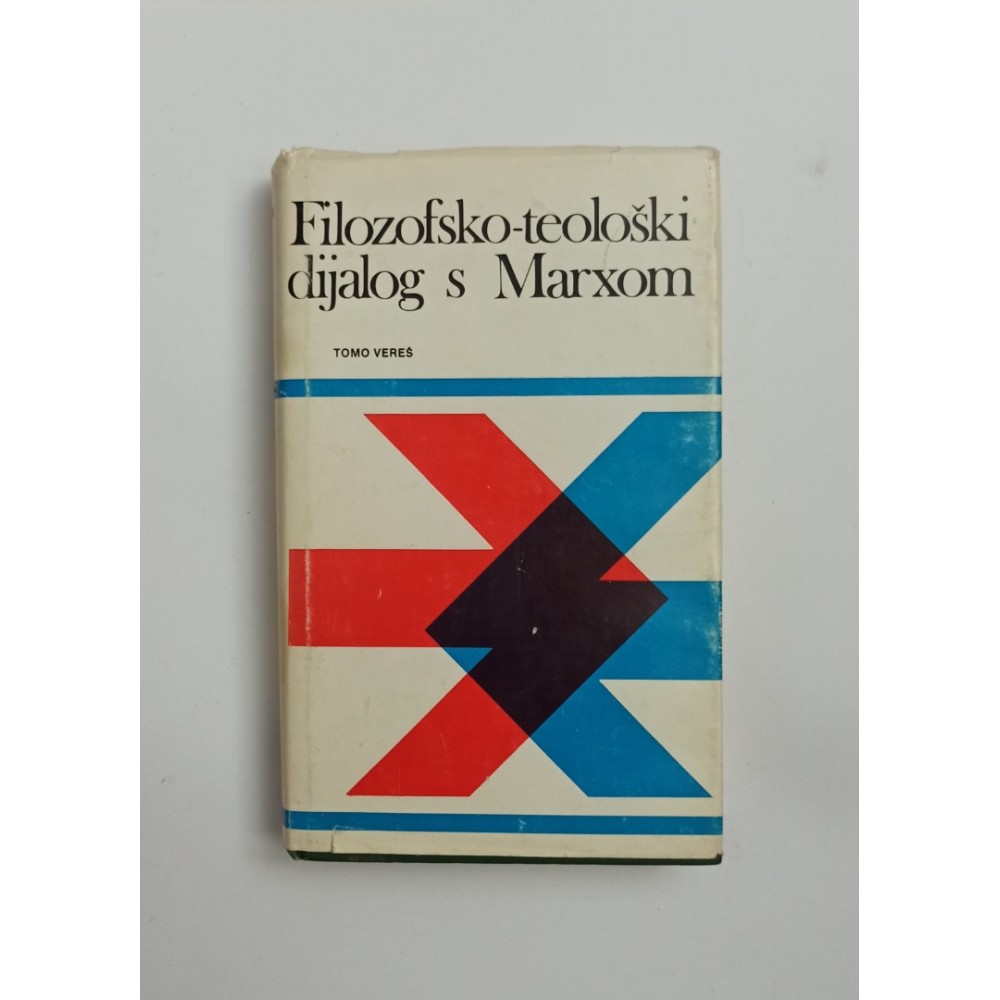 Filozofsko-teološki
dijalog s Marxom
TOMO VEREŠ